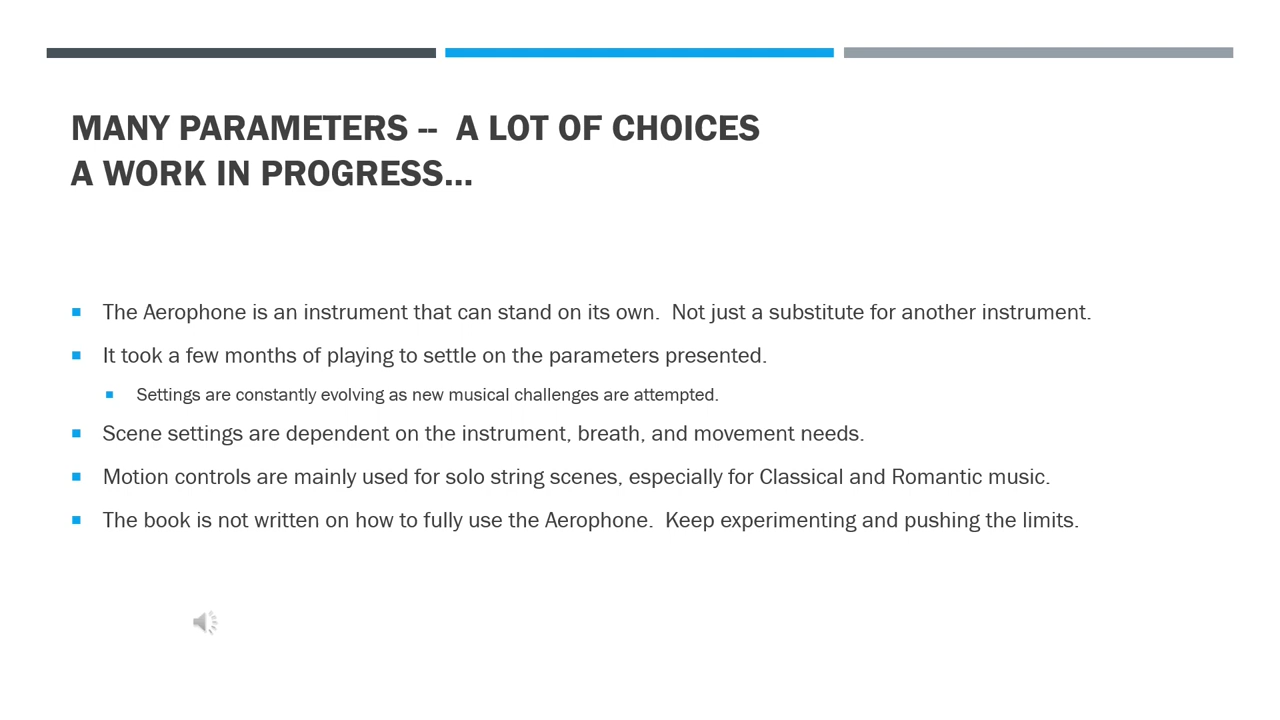 MANY PARAMETERS --  A LOT OF CHOICES
A WORK IN PROGRESS…
The Aerophone is an instrument that can stand on its own.  Not just a substitute for another instrument.
It took a few months of playing to settle on the parameters presented.
Settings are constantly evolving as new musical challenges are attempted.
Scene settings are dependent on the instrument, breath, and movement needs.
Motion controls are mainly used for solo string scenes, especially for Classical and Romantic music.
The book is not written on how to fully use the Aerophone.  Keep experimenting and pushing the limits.